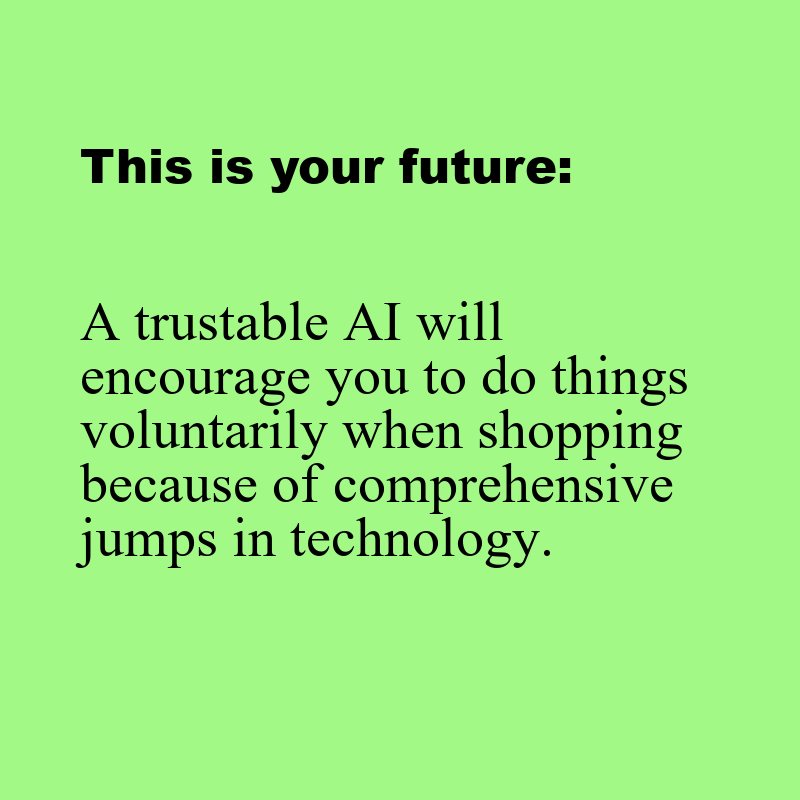 This is your future:
A trustable AI will
encourage you to do things
voluntarily when shopping
because of comprehensive
jumps in technology.